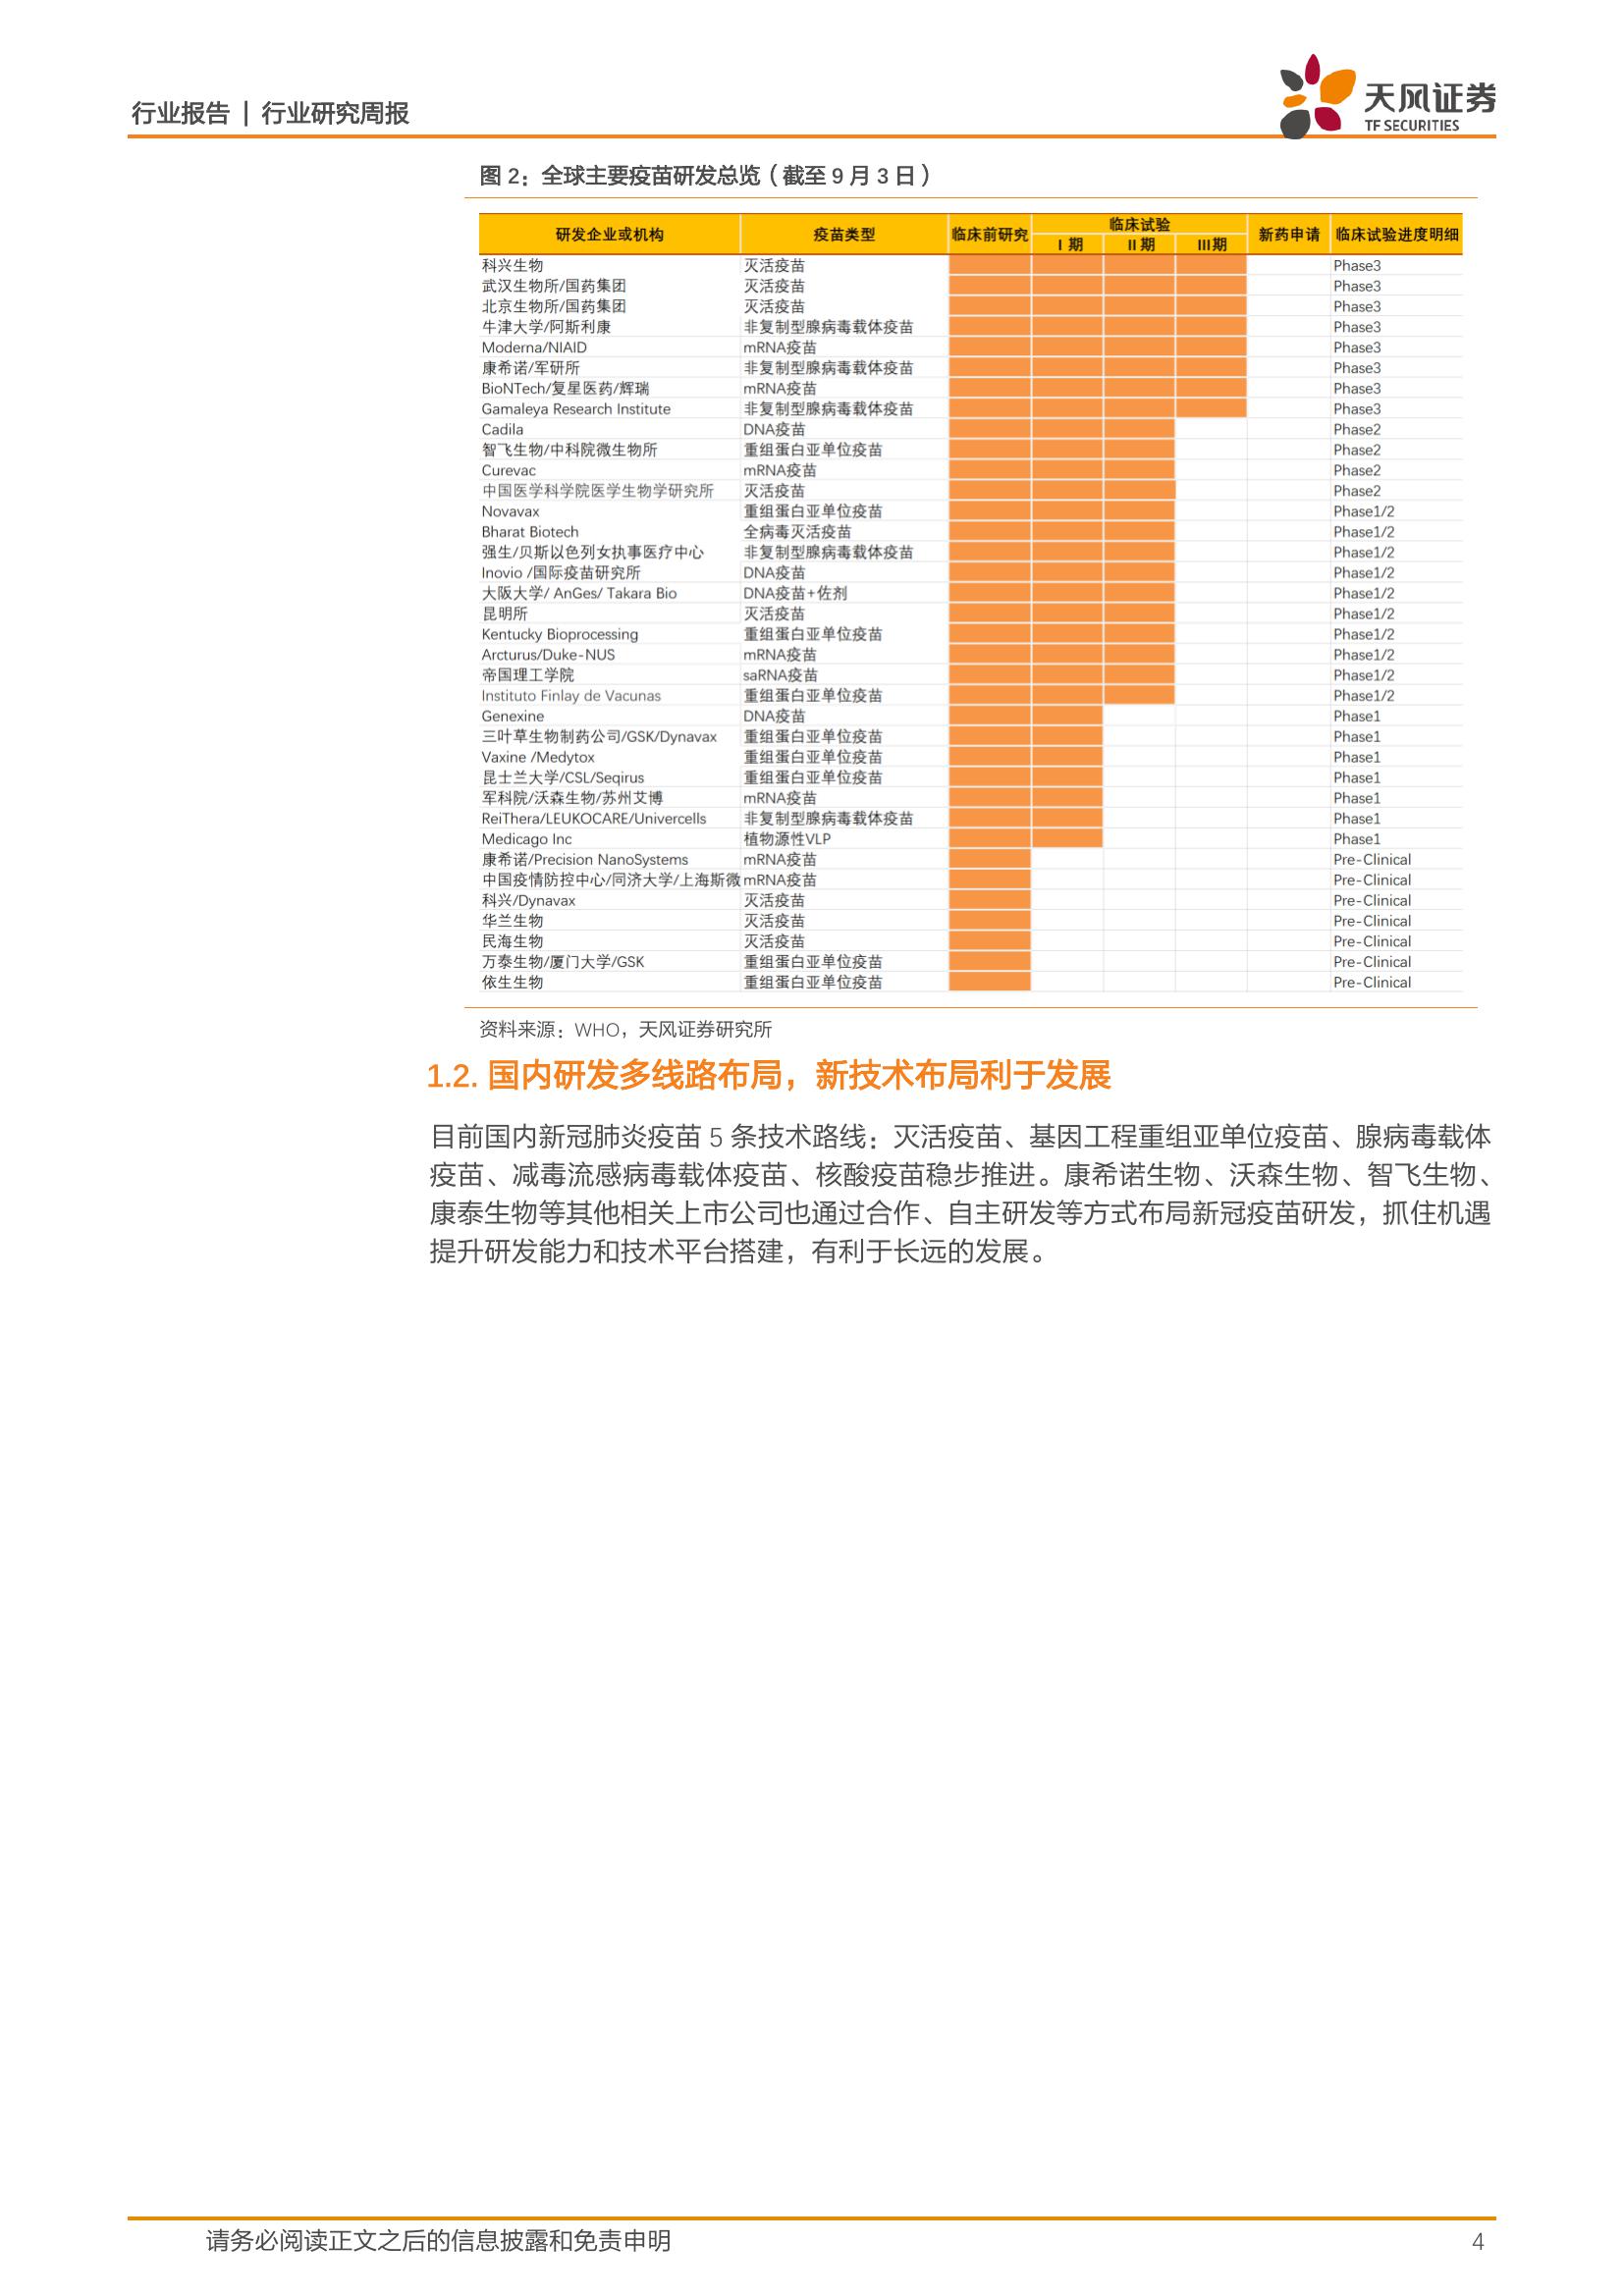 行业报告 | 行业研究周报
天风证券
TF SECURITIES
图 2：全球主要疫苗研发总览（截至 9 月 3 日）
研发企业或机构 疫苗类型 临床前研究 临床试验 新药申请 临床试验进度明细
I 期 II 期 III期
科兴生物 灭活疫苗 Phase3
武汉生物所/国药集团 灭活疫苗 Phase3
北京生物所/国药集团 灭活疫苗 Phase3
牛津大学/阿斯利康 非复制型腺病毒载体疫苗 Phase3
Moderna/NIAID mRNA疫苗 Phase3
康希诺/军研所 非复制型腺病毒载体疫苗 Phase3
BioNTech/复星医药/辉瑞 mRNA疫苗 Phase3
Gamaleya Research Institute 非复制型腺病毒载体疫苗 Phase3
Cadila DNA疫苗 Phase2
智飞生物/中科院微生物所 重组蛋白亚单位疫苗 Phase2
Curevac mRNA疫苗 Phase2
中国医学科学院医学生物学研究所 灭活疫苗 Phase2
Novavax 重组蛋白亚单位疫苗 Phase1/2
Bharat Biotech 全病毒灭活疫苗 Phase1/2
强生/贝斯以色列女执事医疗中心 非复制型腺病毒载体疫苗 Phase1/2
Inovio /国际疫苗研究所 DNA疫苗 Phase1/2
大阪大学/ AnGes/ Takara Bio DNA疫苗+佐剂 Phase1/2
昆明所 灭活疫苗 Phase1/2
Kentucky Bioprocessing 重组蛋白亚单位疫苗 Phase1/2
Arcturus/Duke-NUS mRNA疫苗 Phase1/2
帝国理工学院 saRNA疫苗 Phase1/2
Instituto Finlay de Vacunas 重组蛋白亚单位疫苗 Phase1/2
Genexine DNA疫苗 Phase1
三叶草生物制药公司/GSK/Dynavax 重组蛋白亚单位疫苗 Phase1
Vaxine /Medytox 重组蛋白亚单位疫苗 Phase1
昆士兰大学/CSL/Seqirus 重组蛋白亚单位疫苗 Phase1
军科院/沃森生物/苏州艾博 mRNA疫苗 Phase1
ReiThera/LEUKOCARE/Univercells 非复制型腺病毒载体疫苗 Phase1
Medicago Inc 植物源性VLP Phase1
康希诺/Precision NanoSystems mRNA疫苗 Pre-Clinical
中国疫情防控中心/同济大学/上海斯微 mRNA疫苗 Pre-Clinical
科兴/Dynavax 灭活疫苗 Pre-Clinical
华兰生物 灭活疫苗 Pre-Clinical
民海生物 灭活疫苗 Pre-Clinical
万泰生物/厦门大学/GSK 重组蛋白亚单位疫苗 Pre-Clinical
依生生物 重组蛋白亚单位疫苗 Pre-Clinical
资料来源：WHO，天风证券研究所
1.2. 国内研发多线路布局，新技术布局利于发展
目前国内新冠肺炎疫苗 5 条技术路线：灭活疫苗、基因工程重组亚单位疫苗、腺病毒载体
疫苗、减毒流感病毒载体疫苗、核酸疫苗稳步推进。康希诺生物、沃森生物、智飞生物、
康泰生物等其他相关上市公司也通过合作、自主研发等方式布局新冠疫苗研发，抓住机遇
提升研发能力和技术平台搭建，有利于长远的发展。
请务必阅读正文之后的信息披露和免责申明 4